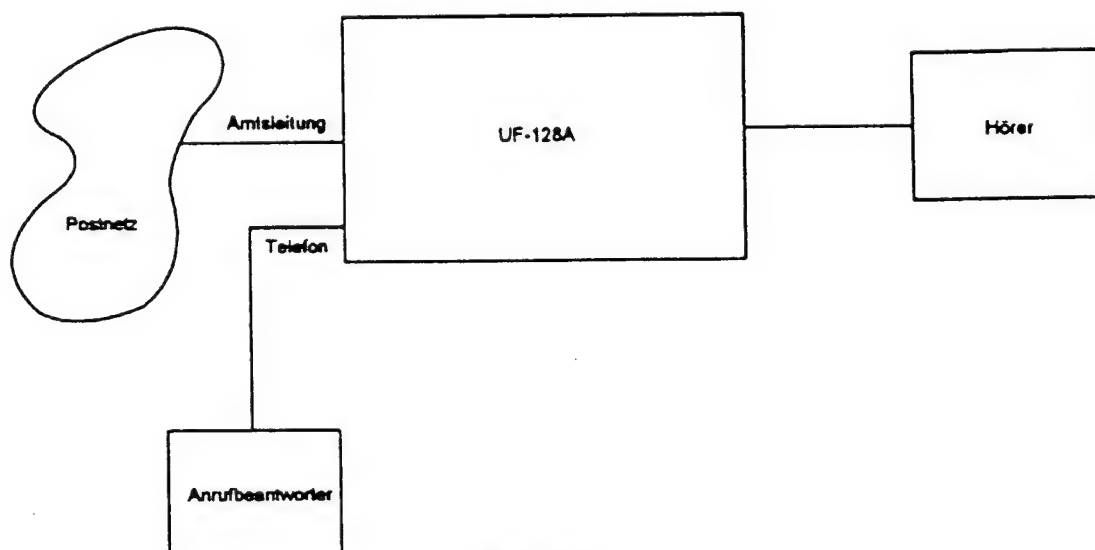 Amtsleitung
UF-128A
Hörer
Postnetz
Telefon
Anrufbeantworter